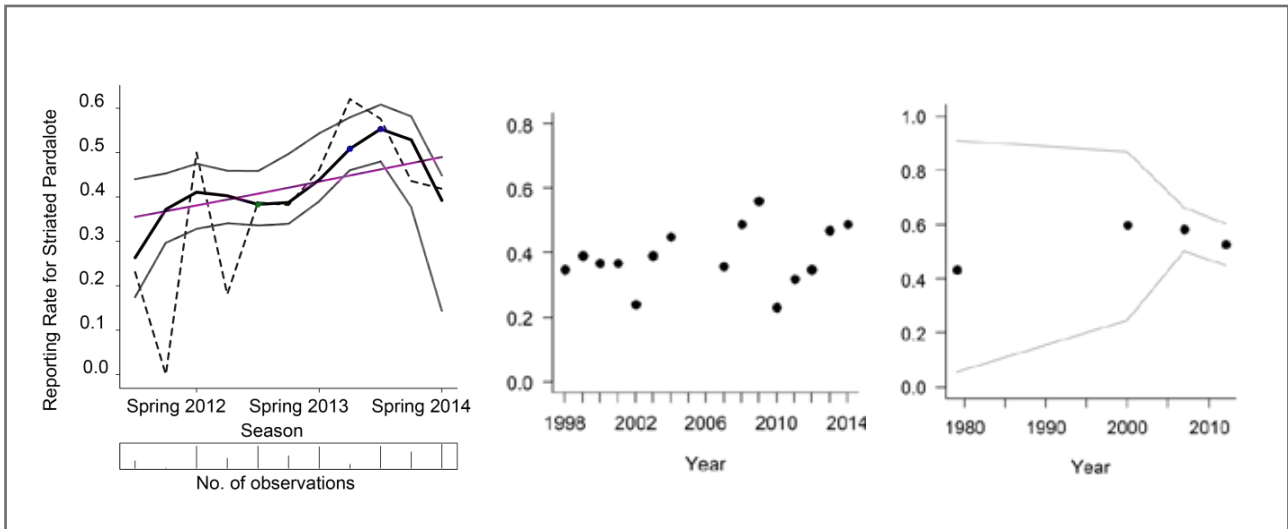 Reporting Rate for Striated Pardalote
0.6
0.5
0.4
0.3
0.2
0.1
0.0
Spring 2012 Spring 2013 Spring 2014
Season
No. of observations
0.8
0.6
0.4
0.2
0.0
1998 2002 2006 2010 2014
Year
1.0
0.8
0.6
0.4
0.2
0.0
1980 1990 2000 2010
Year